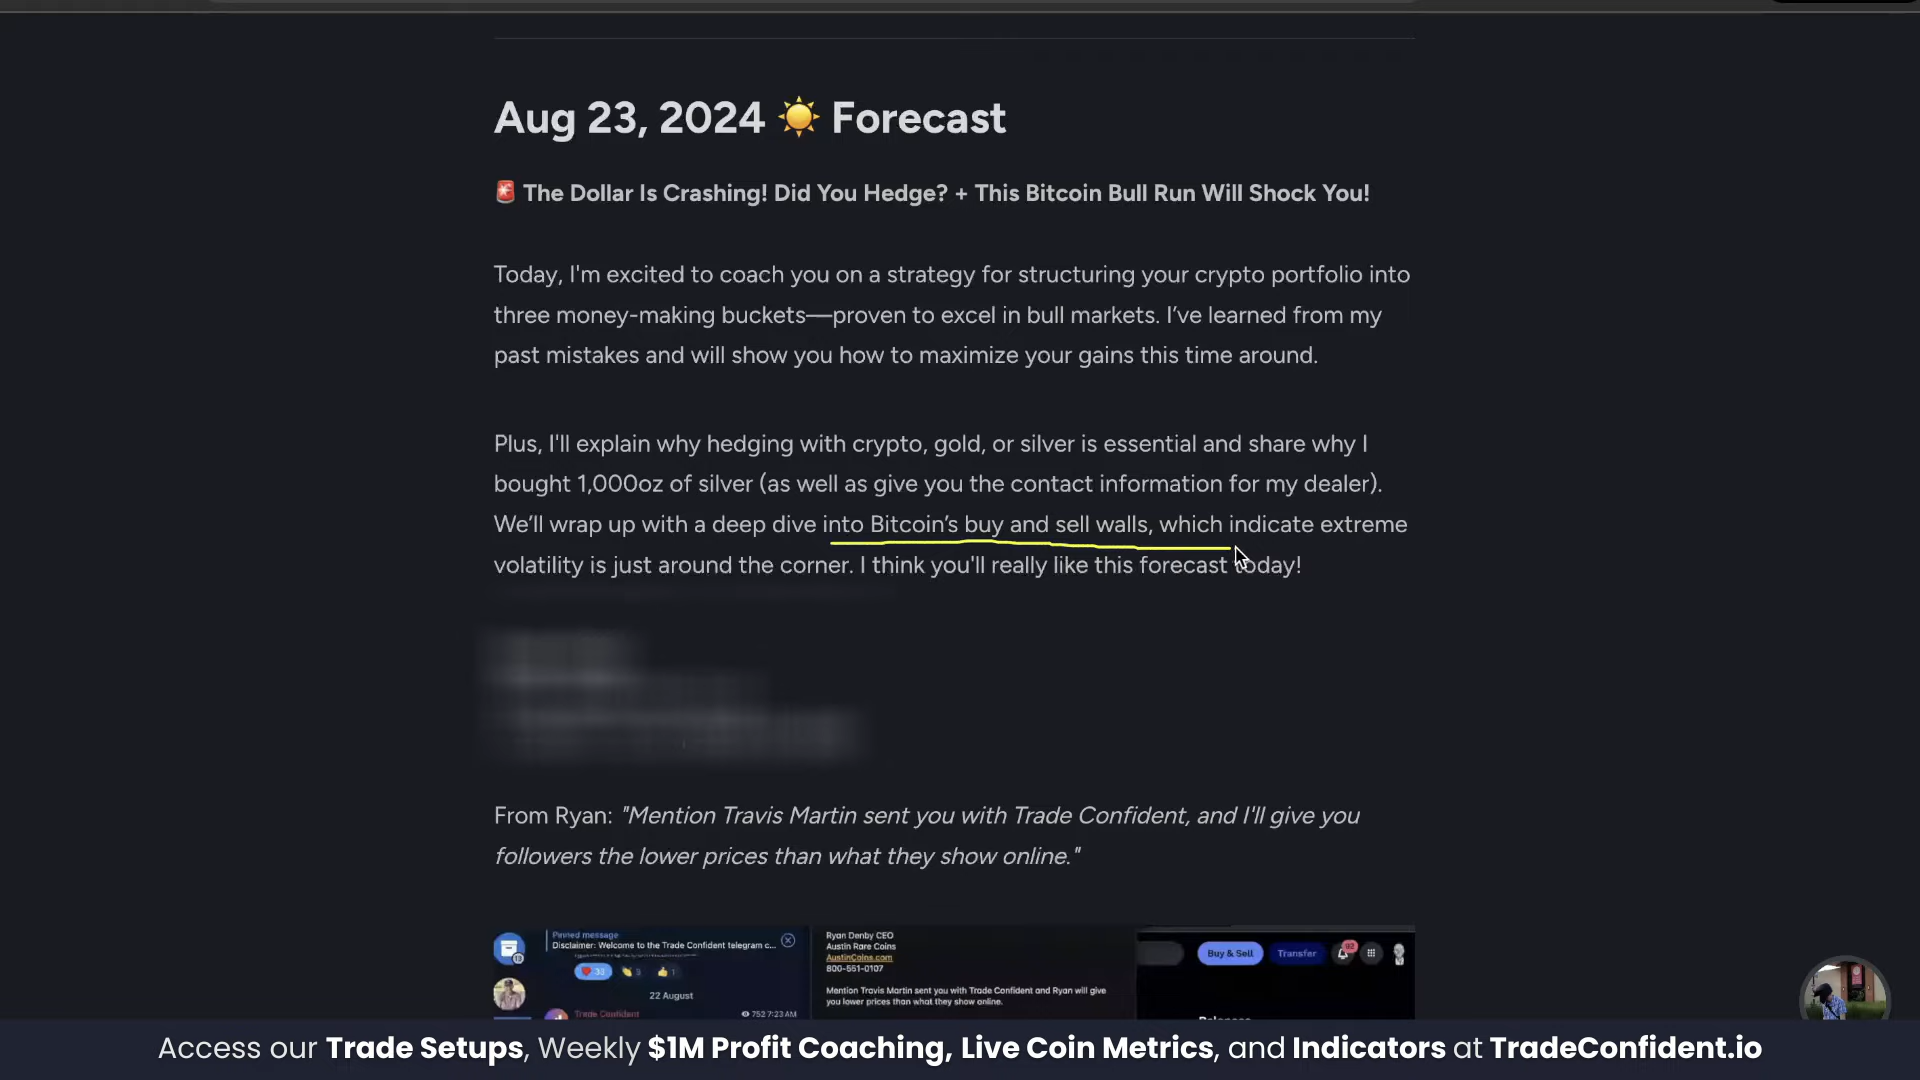 Aug 23, 2024 ☀️ Forecast
🚨 The Dollar Is Crashing! Did You Hedge? + This Bitcoin Bull Run Will Shock You!
Today, I'm excited to coach you on a strategy for structuring your crypto portfolio into
three money-making buckets—proven to excel in bull markets. I've learned from my
past mistakes and will show you how to maximize your gains this time around.
Plus, I'll explain why hedging with crypto, gold, or silver is essential and share why I
bought 1,000oz of silver (as well as give you the contact information for my dealer).
We'll wrap up with a deep dive into Bitcoin's buy and sell walls, which indicate extreme
volatility is just around the corner. I think you'll really like this forecast today!
From Ryan: "Mention Travis Martin sent you with Trade Confident, and I'll give you
followers the lower prices than what they show online."
Pinned message
Disclaimer: Welcome to the Trade Confident telegram c...
33 3 1
22 August
Trade Confident 752 7:23 AM
Ryan Denby CEO
Austin Rare Coins
AustinCoins.com
800-551-0107
Mention Travis Martin sent you with Trade Confident and Ryan will give
you lower prices than what they show online.
Buy & Sell Transfer 92
Access our Trade Setups, Weekly $1M Profit Coaching, Live Coin Metrics, and Indicators at TradeConfident.io